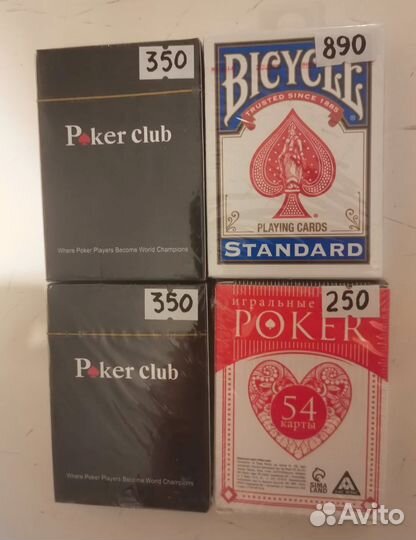 350
Poker club
Where Poker Players Become World Champions
890
BICYCLE
TRUSTED SINCE 1885
PLAYING CARDS
STANDARD
350
Poker club
Where Poker Players Become World Champions
250
игральные
POKER
54
карты
SIMA
LAND
Avito